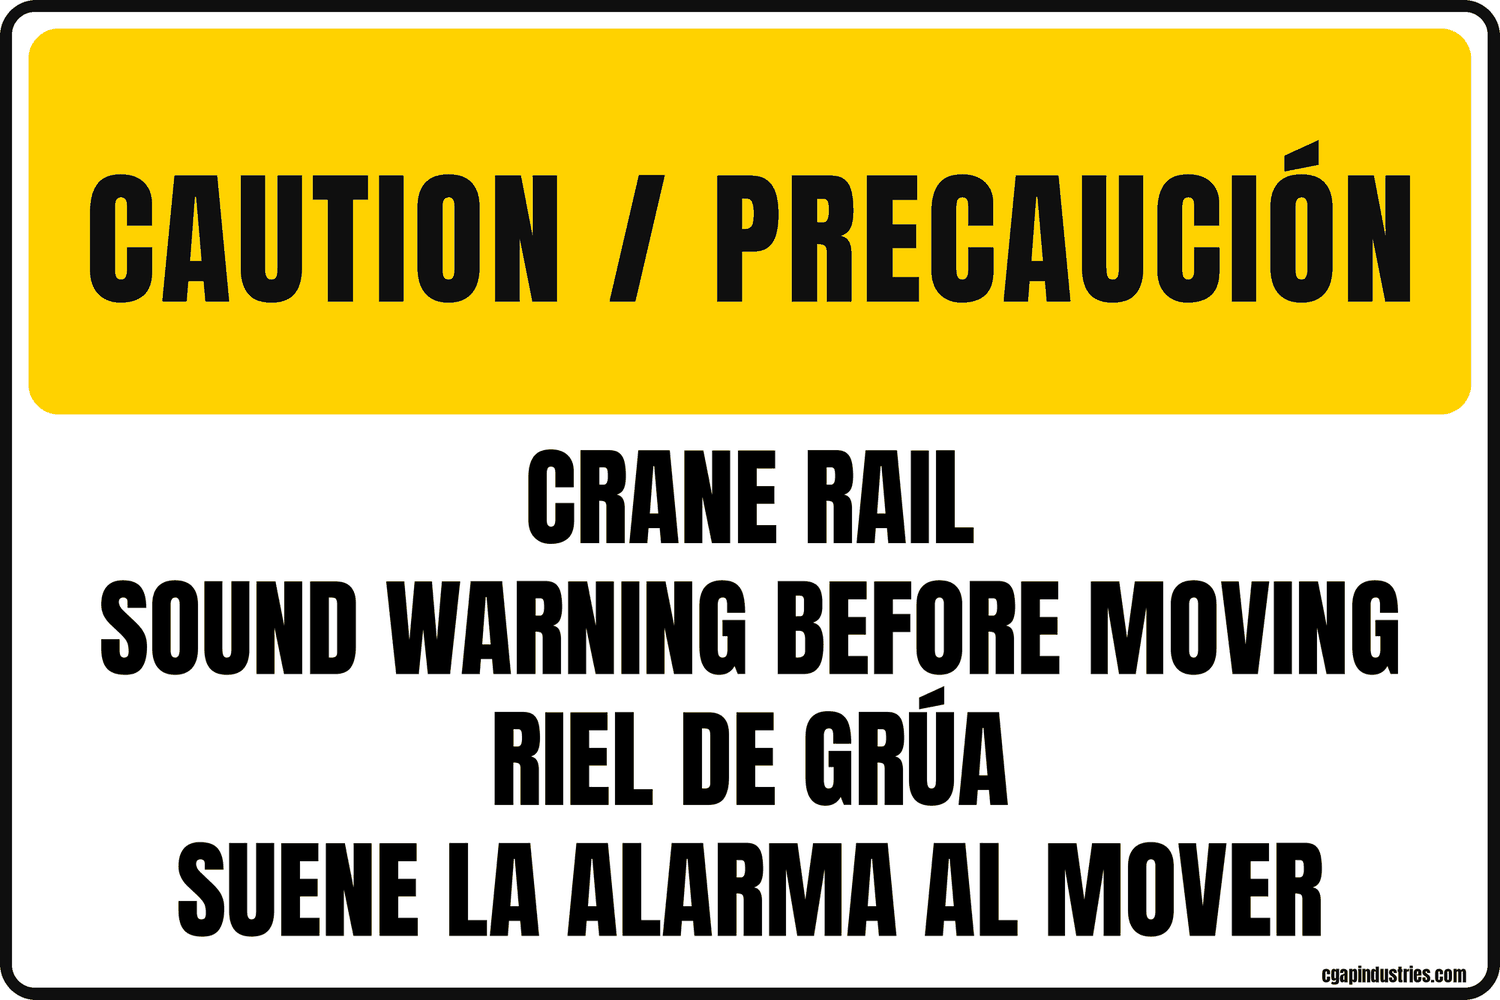 CAUTION / PRECAUCIÓN
CRANE RAIL
SOUND WARNING BEFORE MOVING
RIEL DE GRÚA
SUENE LA ALARMA AL MOVER
cgapindustries.com